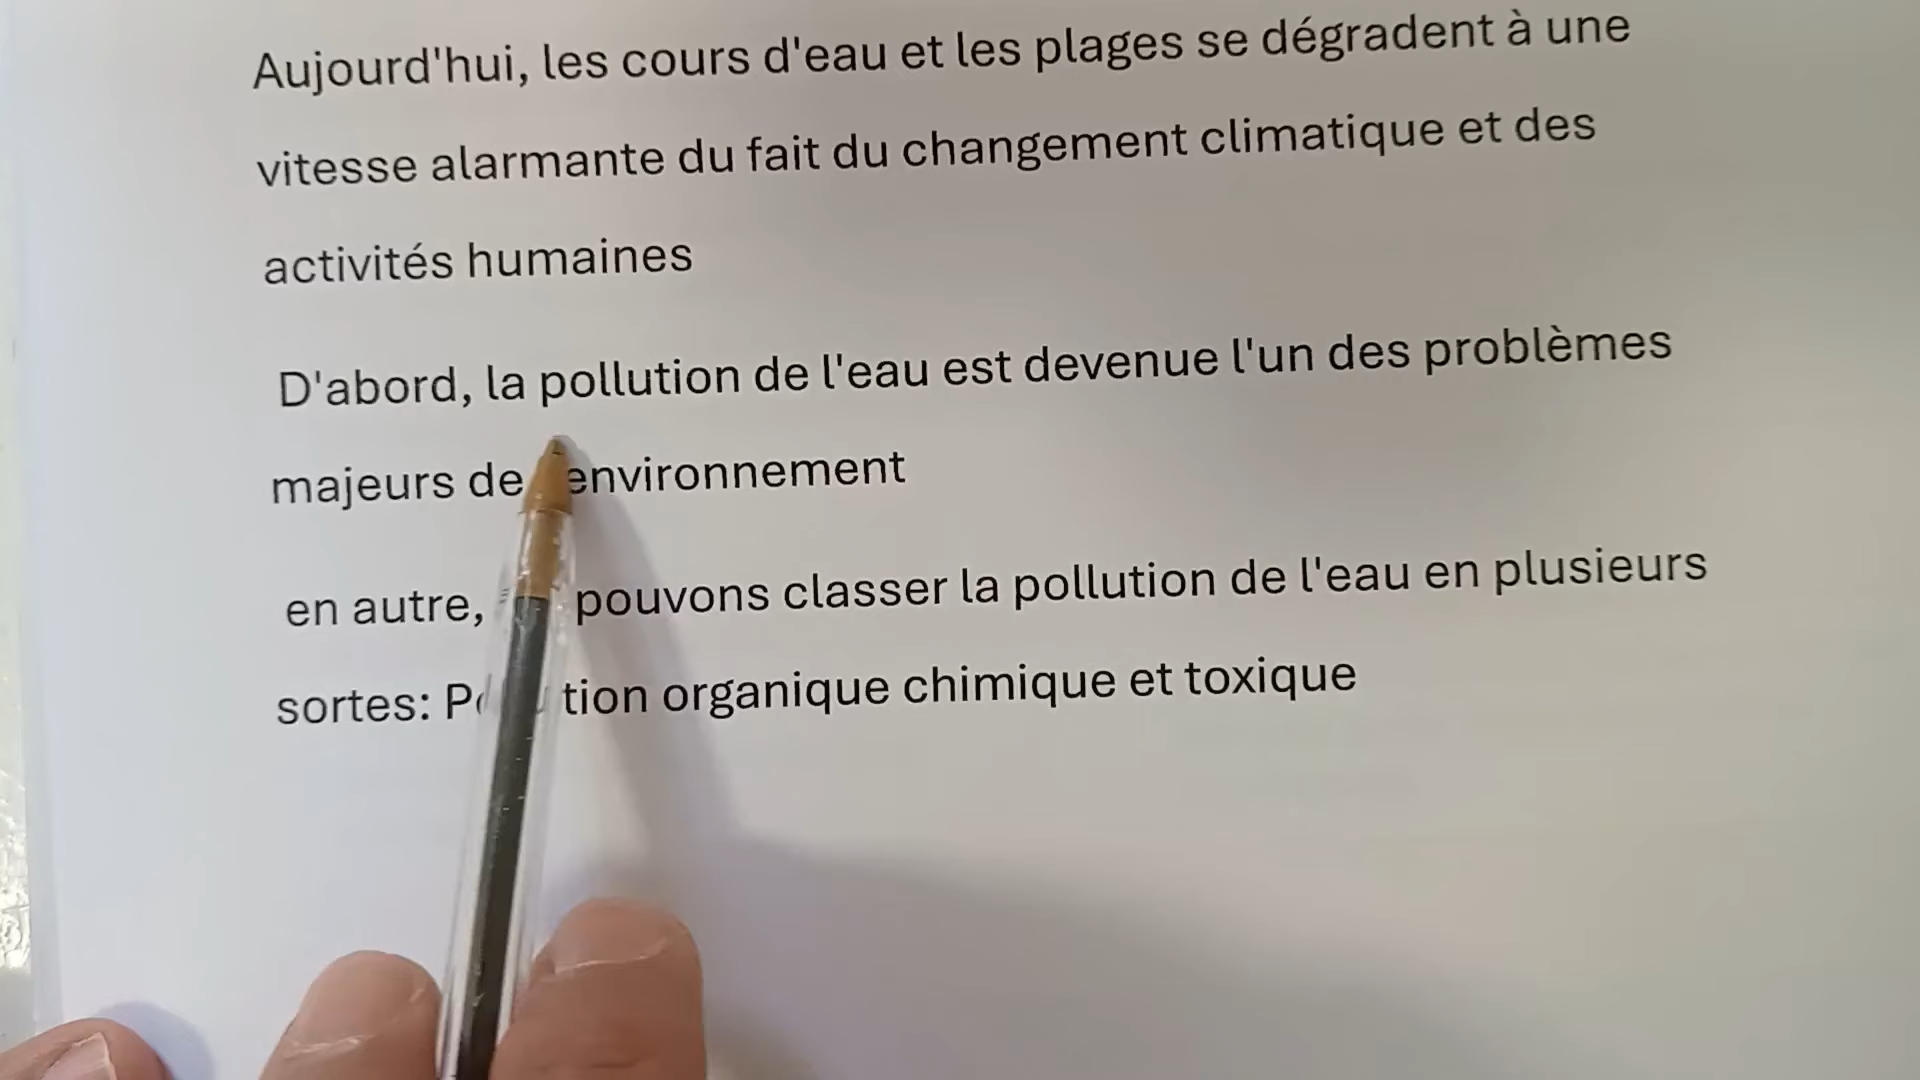 Aujourd'hui, les cours d'eau et les plages se dégradent à une
vitesse alarmante du fait du changement climatique et des
activités humaines
D'abord, la pollution de l'eau est devenue l'un des problèmes
majeurs de environnement
en autre, pouvons classer la pollution de l'eau en plusieurs
sortes: Pollution organique chimique et toxique